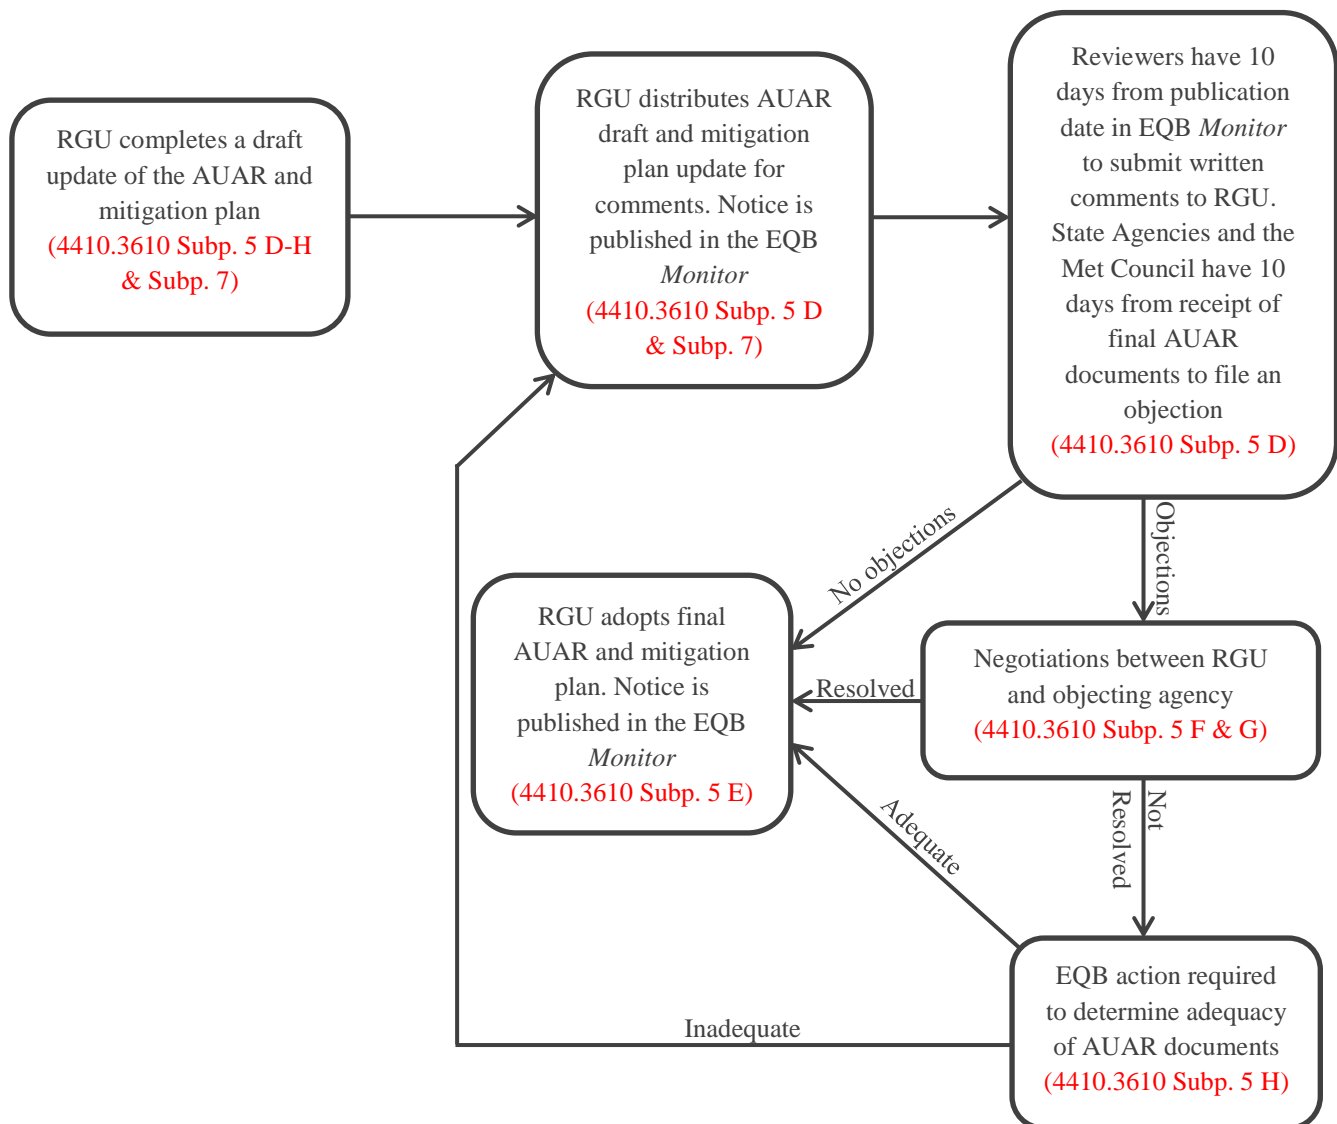 RGU completes a draft
update of the AUAR and
mitigation plan
(4410.3610 Subp. 5 D-H
& Subp. 7)
RGU distributes AUAR
draft and mitigation
plan update for
comments. Notice is
published in the EQB
Monitor
(4410.3610 Subp. 5 D
& Subp. 7)
Reviewers have 10
days from publication
date in EQB Monitor
to submit written
comments to RGU.
State Agencies and the
Met Council have 10
days from receipt of
final AUAR
documents to file an
objection
(4410.3610 Subp. 5 D)
No objections
Objections
RGU adopts final
AUAR and mitigation
plan. Notice is
published in the EQB
Monitor
(4410.3610 Subp. 5 E)
Resolved
Negotiations between RGU
and objecting agency
(4410.3610 Subp. 5 F & G)
Adequate
Not
Resolved
Inadequate
EQB action required
to determine adequacy
of AUAR documents
(4410.3610 Subp. 5 H)